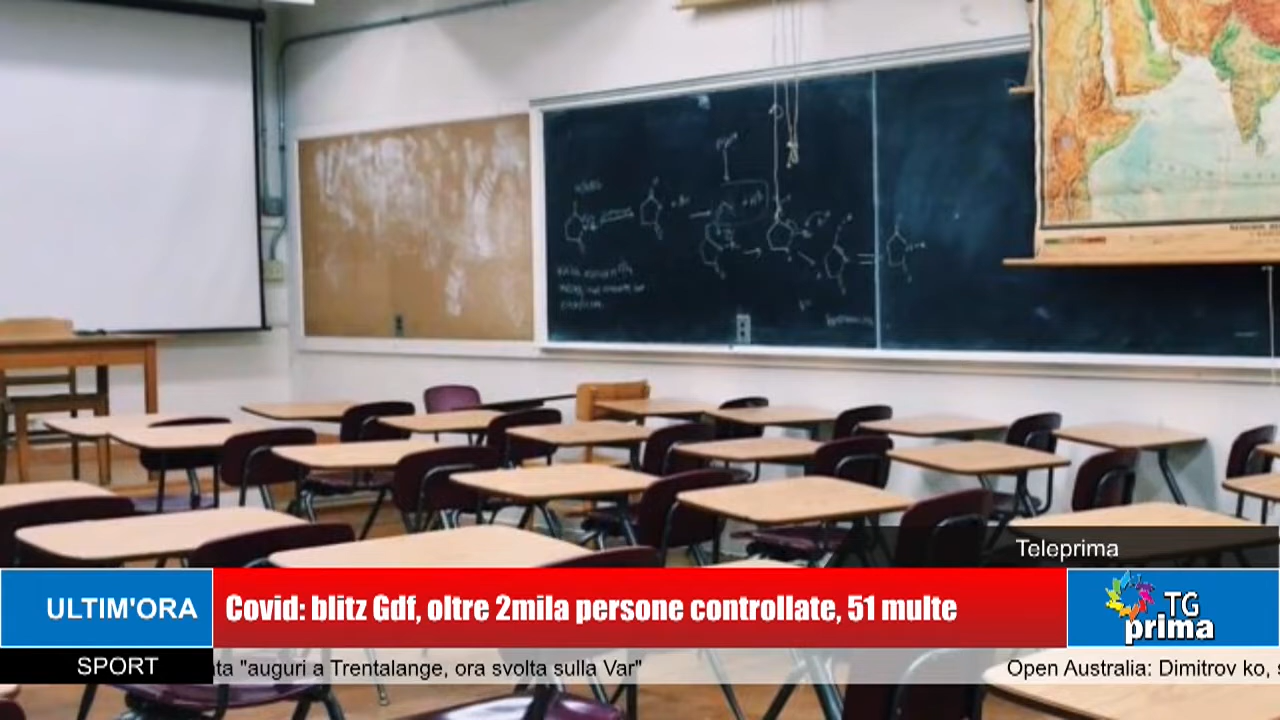 Teleprima
ULTIM'ORA
Covid: blitz Gdf, oltre 2mila persone controllate, 51 multe
TG
prima
SPORT
"auguri a Trentalange, ora svolta sulla Var"
Open Australia: Dimitrov ko,